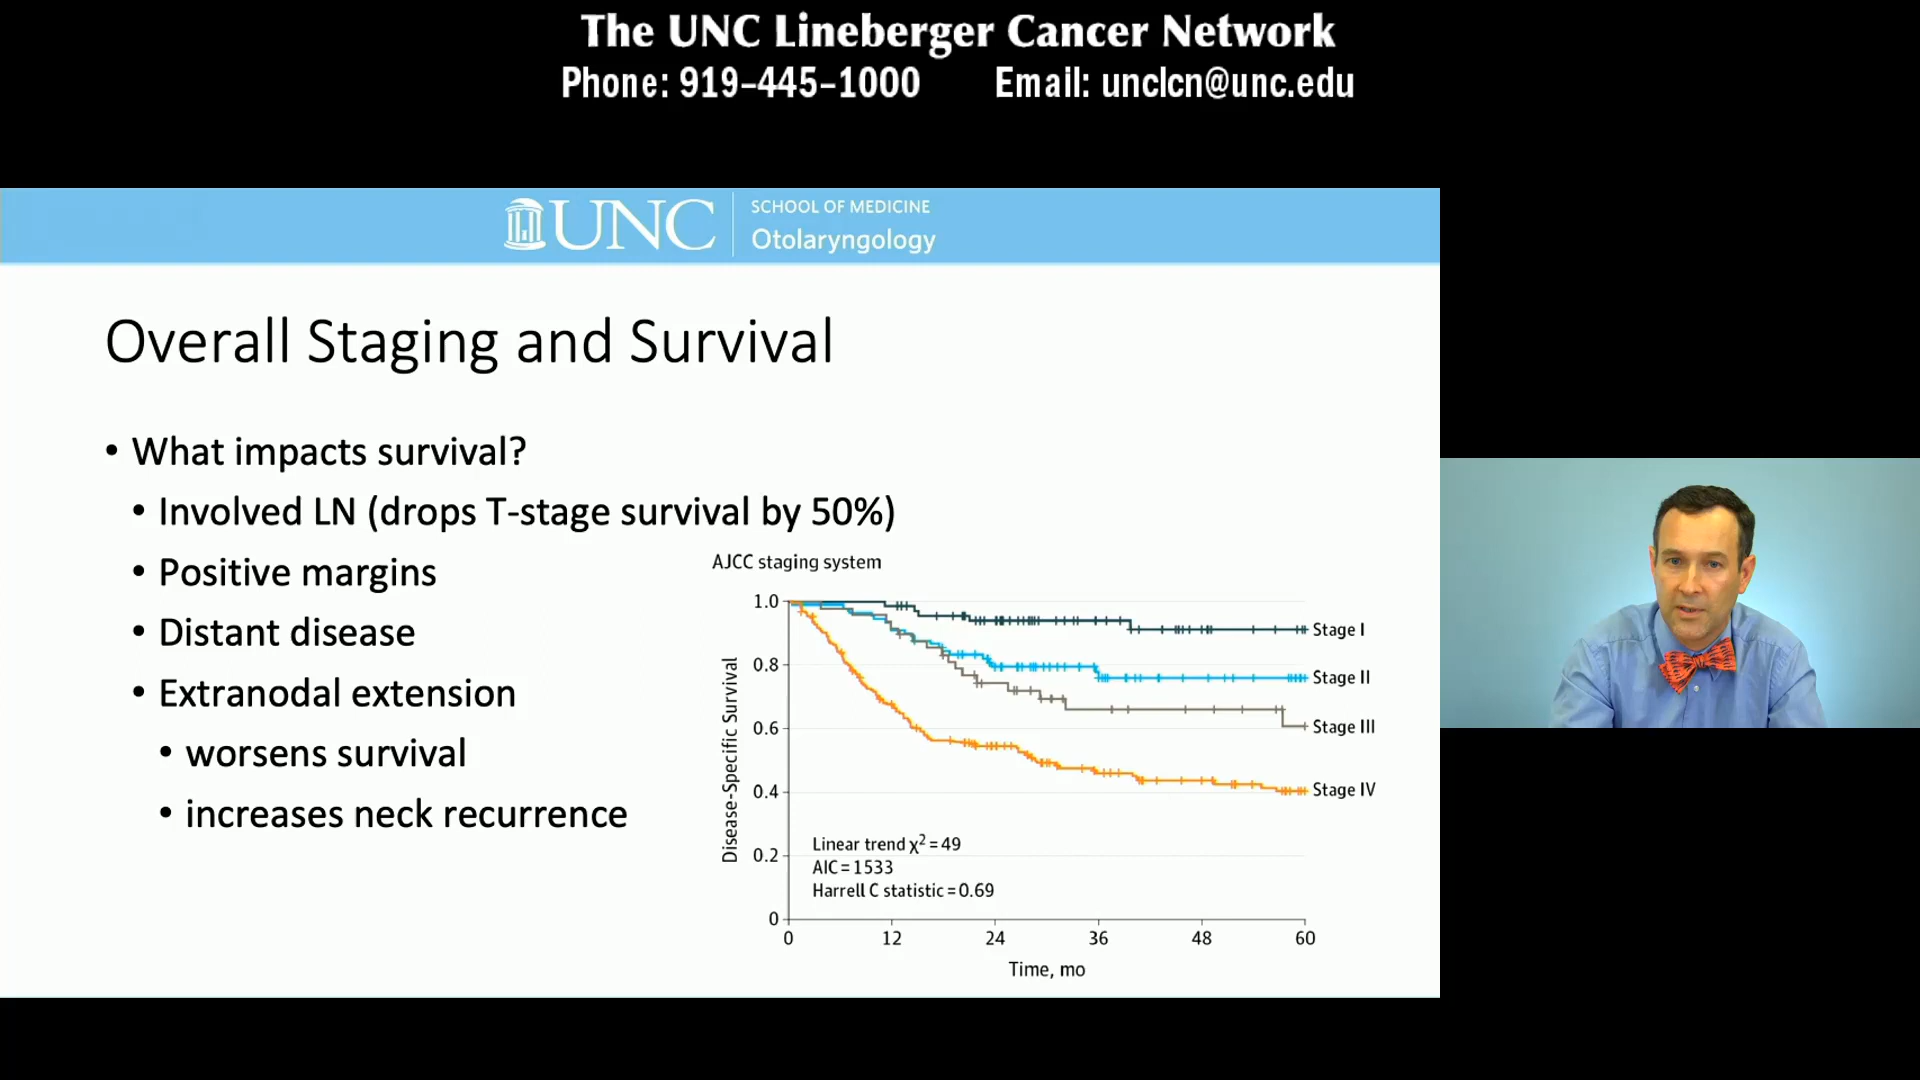 The UNC Lineberger Cancer Network
Phone: 919-445-1000 Email: unclcn@unc.edu
UNC SCHOOL OF MEDICINE
Otolaryngology
Overall Staging and Survival
• What impacts survival?
• Involved LN (drops T-stage survival by 50%)
• Positive margins
• Distant disease
• Extranodal extension
• worsens survival
• increases neck recurrence
AJCC staging system
Disease-Specific Survival
1.0
0.8
0.6
0.4
0.2
0
Stage I
Stage II
Stage III
Stage IV
Linear trend χ² = 49
AIC = 1533
Harrell C statistic = 0.69
0 12 24 36 48 60
Time, mo